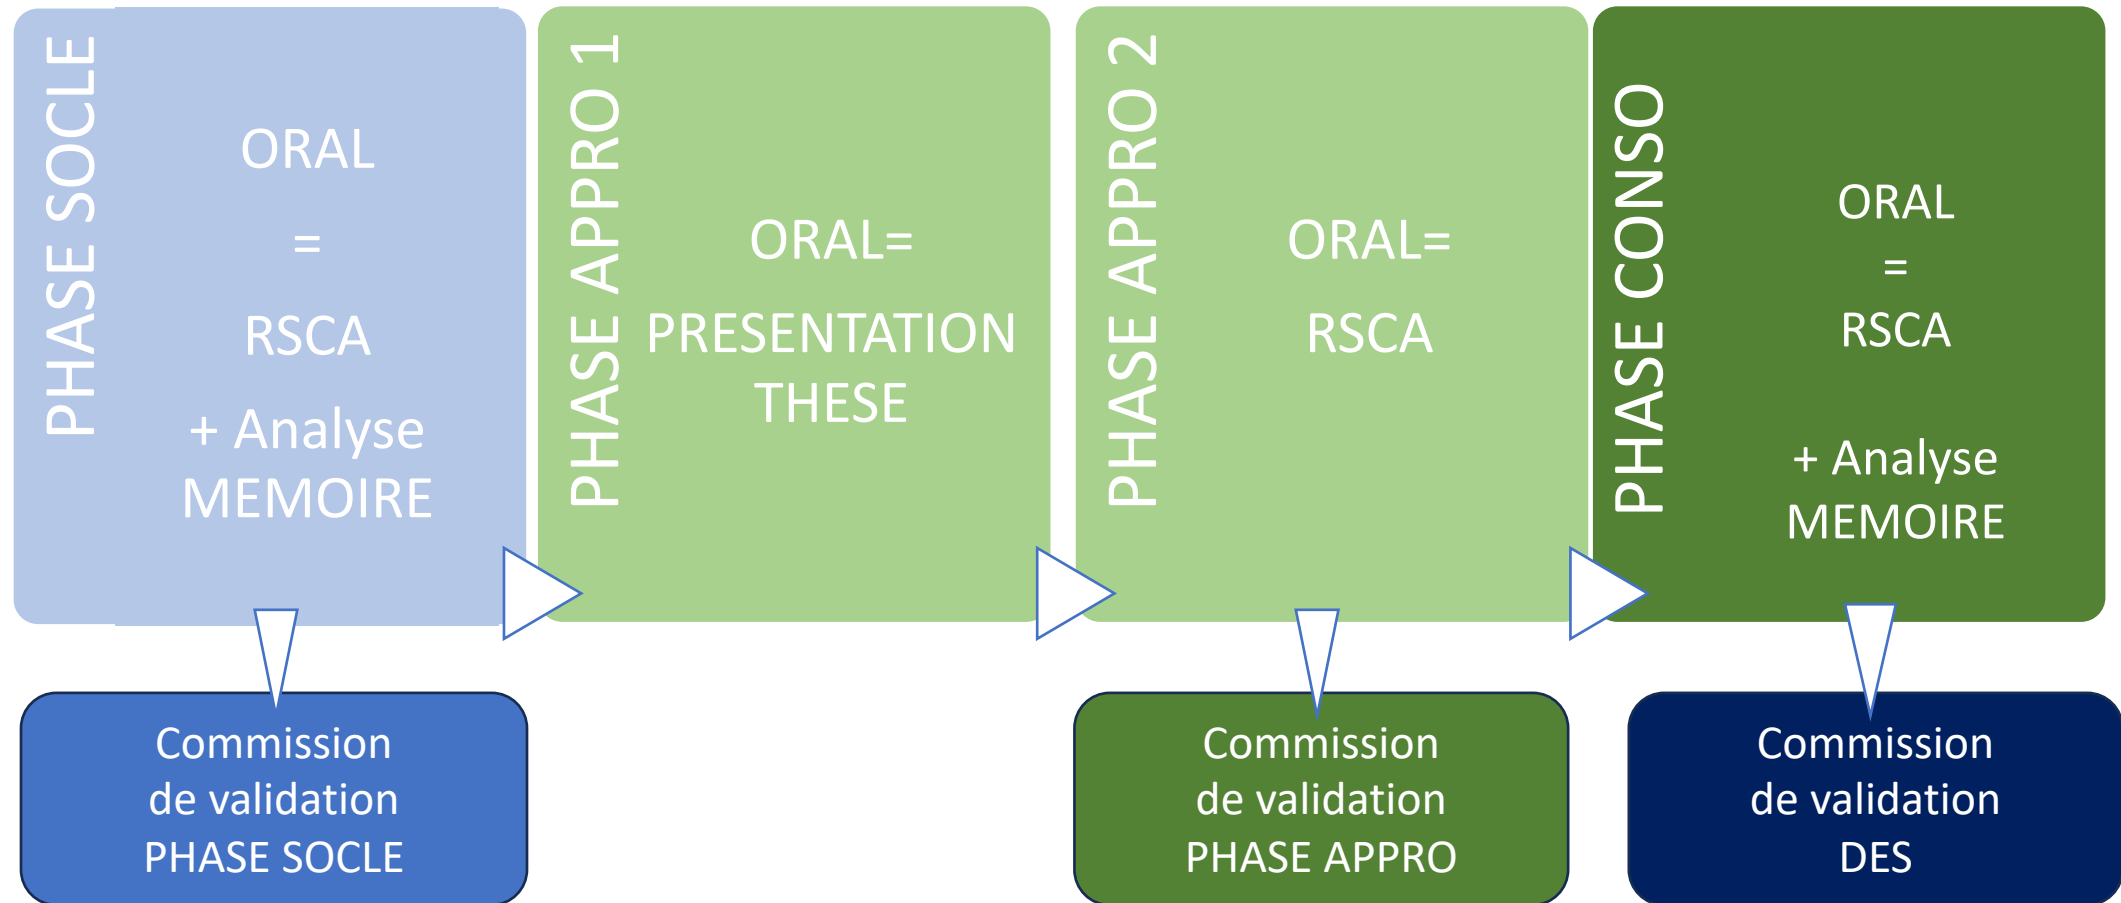 PHASE SOCLE
ORAL
=
RSCA
+ Analyse
MEMOIRE
PHASE APPRO 1
ORAL=
PRESENTATION
THESE
PHASE APPRO 2
ORAL=
RSCA
PHASE CONSO
ORAL
=
RSCA
+ Analyse
MEMOIRE
Commission
de validation
PHASE SOCLE
Commission
de validation
PHASE APPRO
Commission
de validation
DES